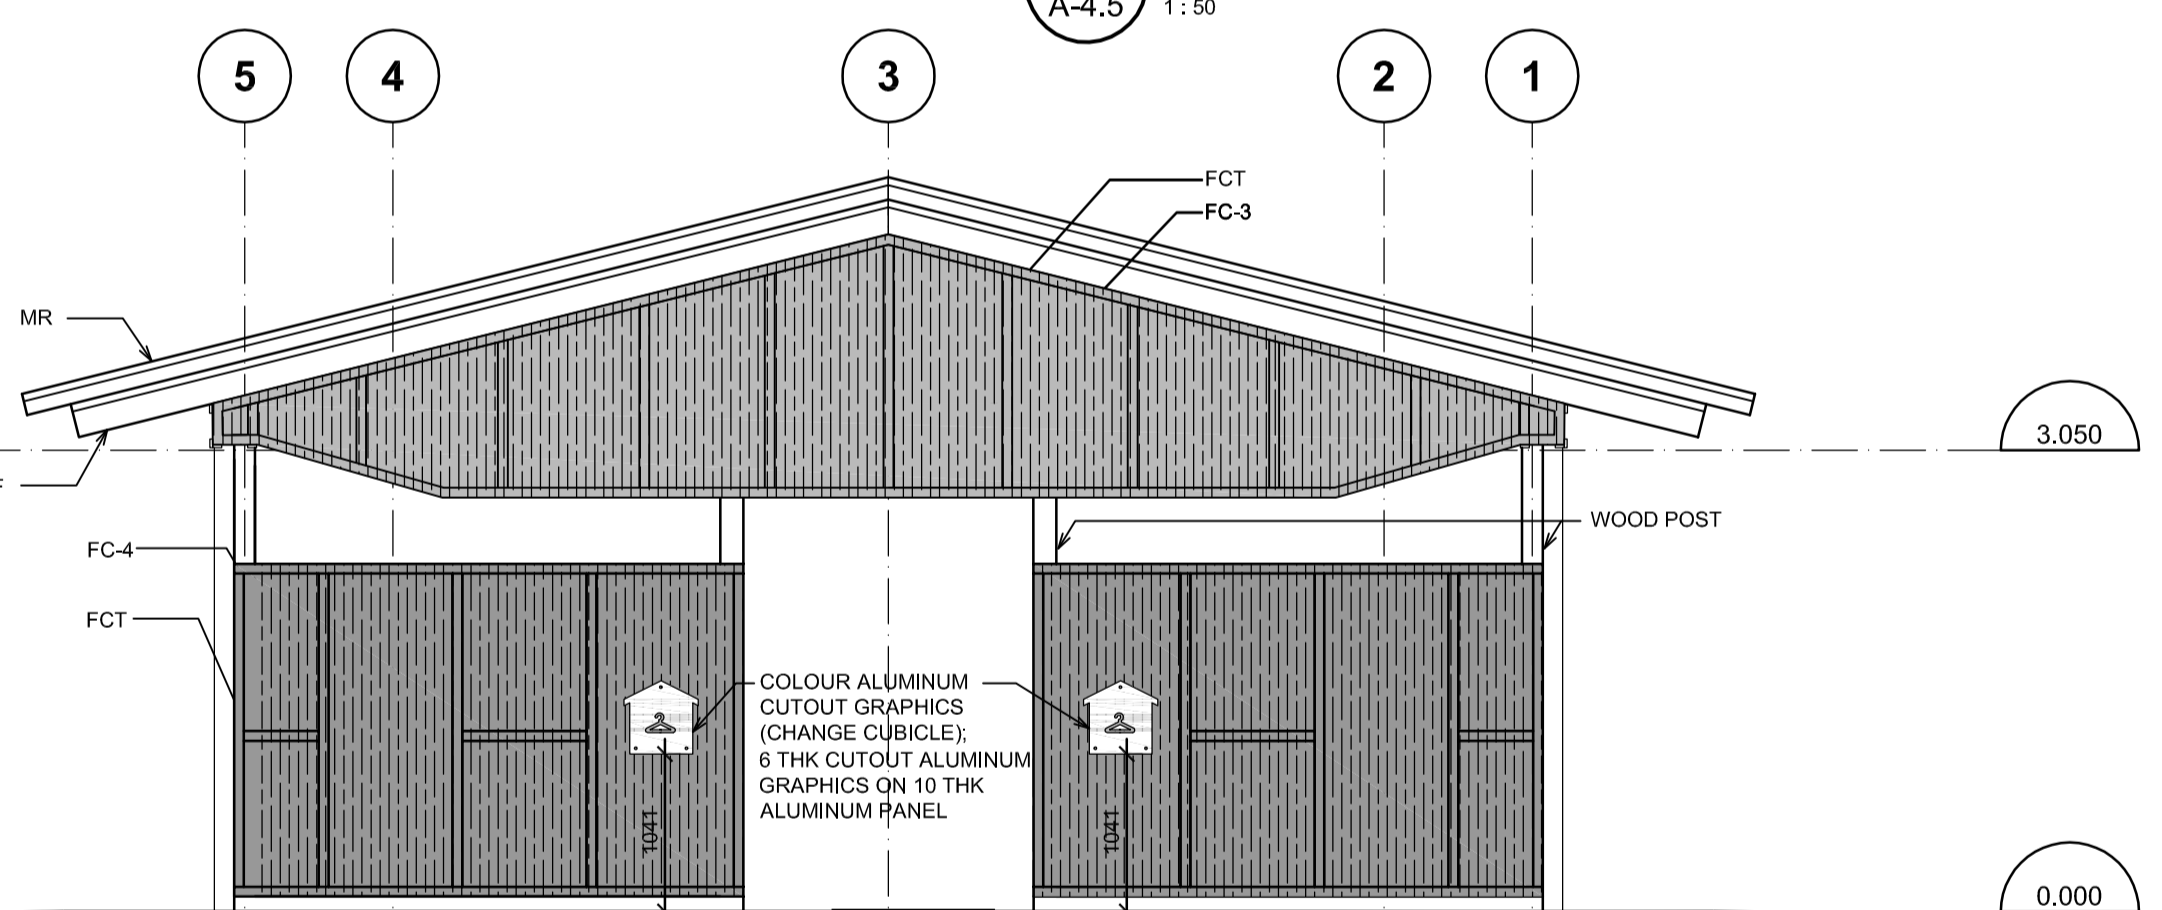 A-4.5
1 : 50
5
4
3
2
1
FCT
FC-3
MR
3.050
WOOD POST
FC-4
FCT
COLOUR ALUMINUM
CUTOUT GRAPHICS
(CHANGE CUBICLE);
6 THK CUTOUT ALUMINUM
GRAPHICS ON 10 THK
ALUMINUM PANEL
1041
1041
0.000